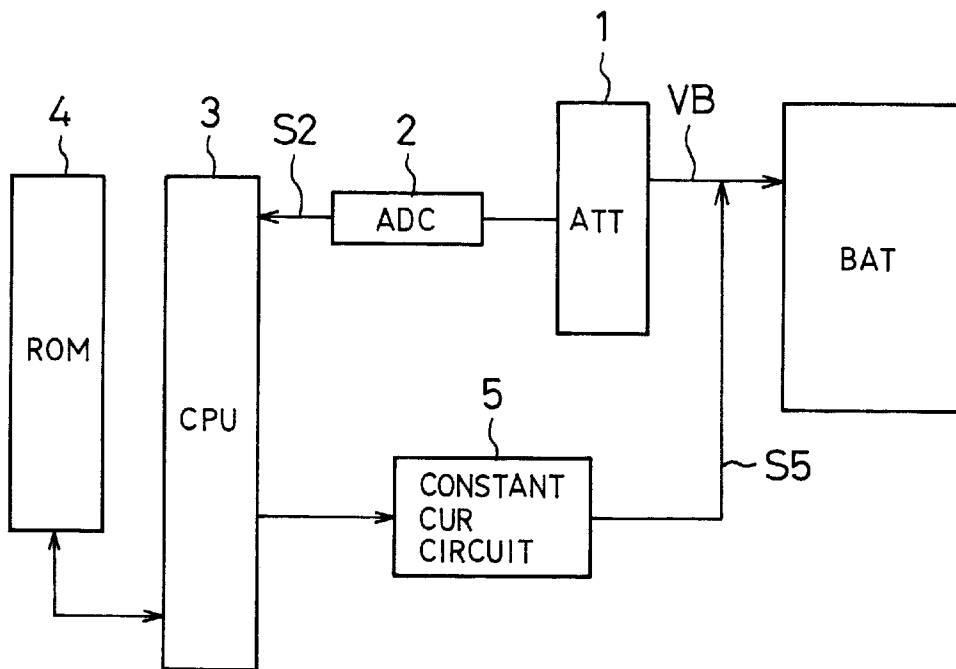 1
VB
4
3
S2
2
ADC
ATT
BAT
ROM
CPU
5
CONSTANT
CUR
CIRCUIT
S5